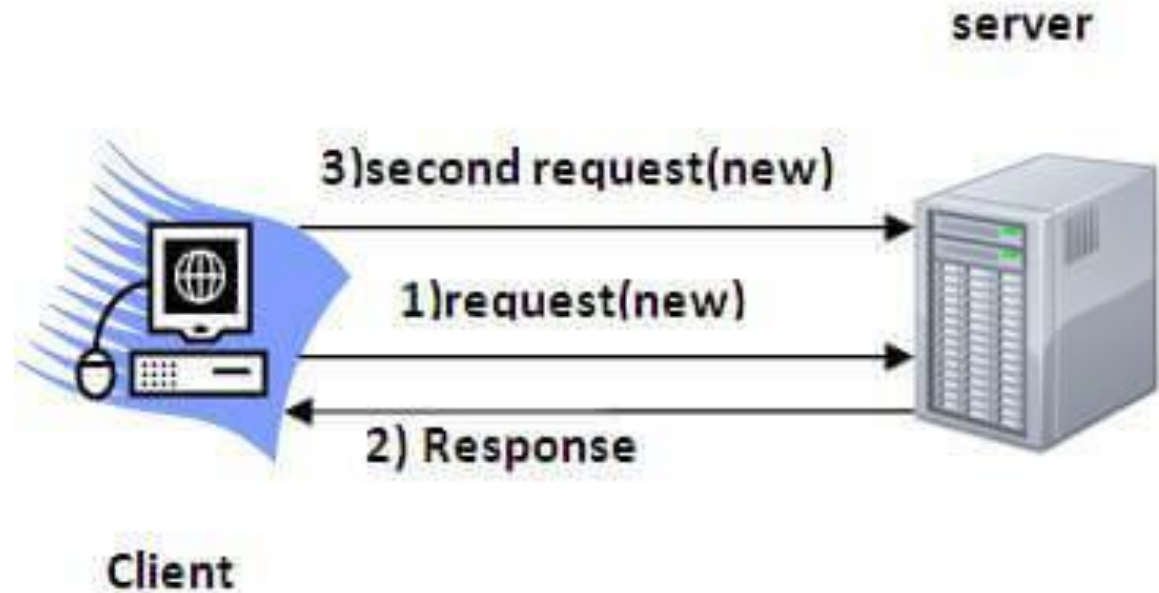 server
3)second request(new)
1)request(new)
2) Response
Client